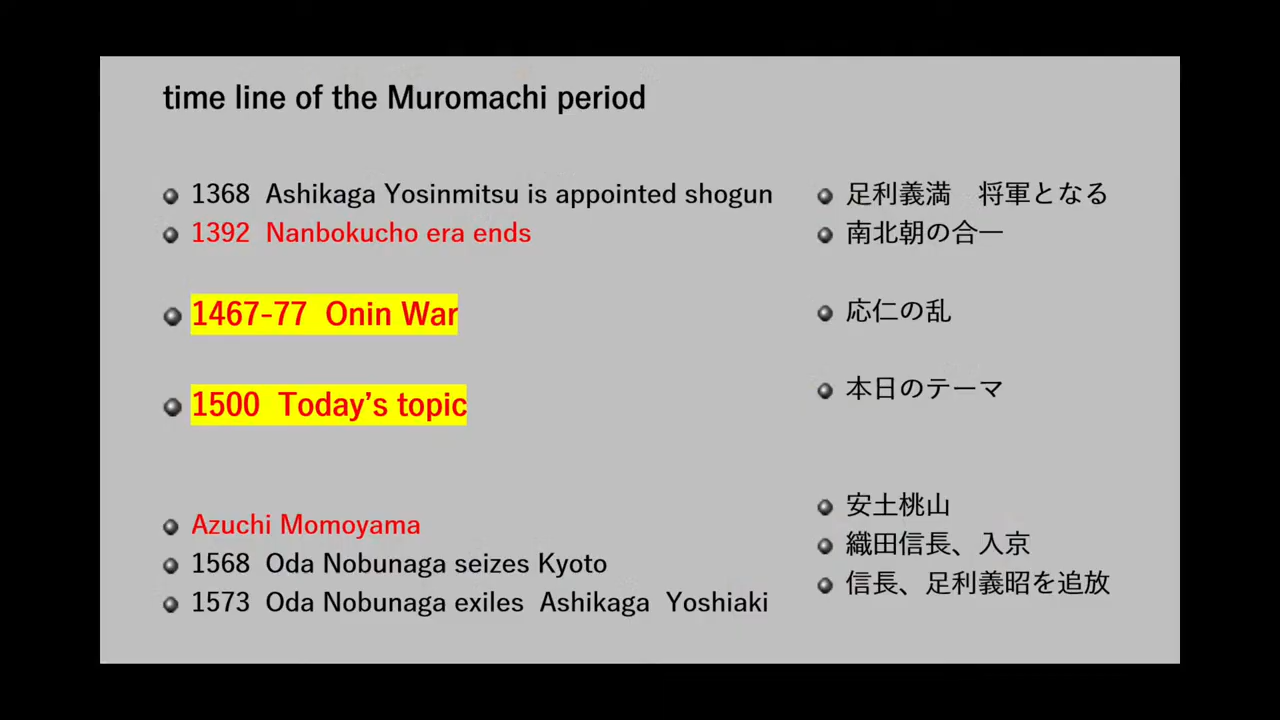 time line of the Muromachi period
1368 Ashikaga Yosinmitsu is appointed shogun
1392 Nanbokucho era ends
1467-77 Onin War
1500 Today’s topic
Azuchi Momoyama
1568 Oda Nobunaga seizes Kyoto
1573 Oda Nobunaga exiles Ashikaga Yoshiaki
足利義満　将軍となる
南北朝の合一
応仁の乱
本日のテーマ
安土桃山
織田信長、入京
信長、足利義昭を追放